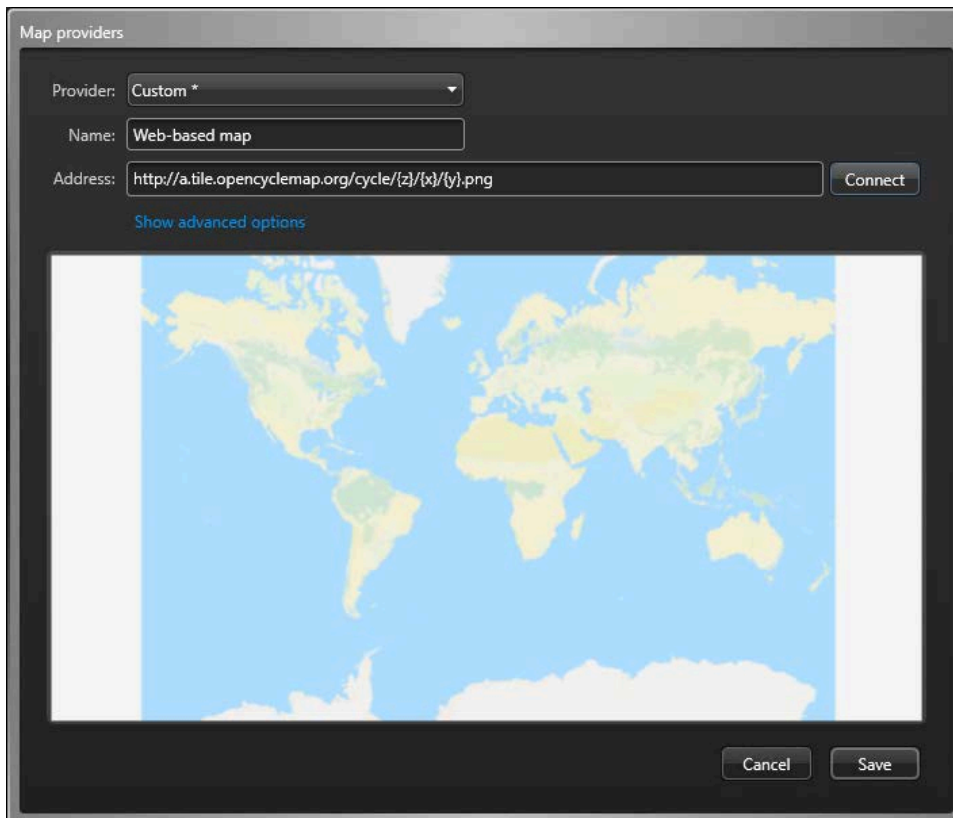 Map providers
Provider: Custom *
Name: Web-based map
Address: http://a.tile.opencyclemap.org/cycle/{z}/{x}/{y}.png Connect
Show advanced options
Cancel Save